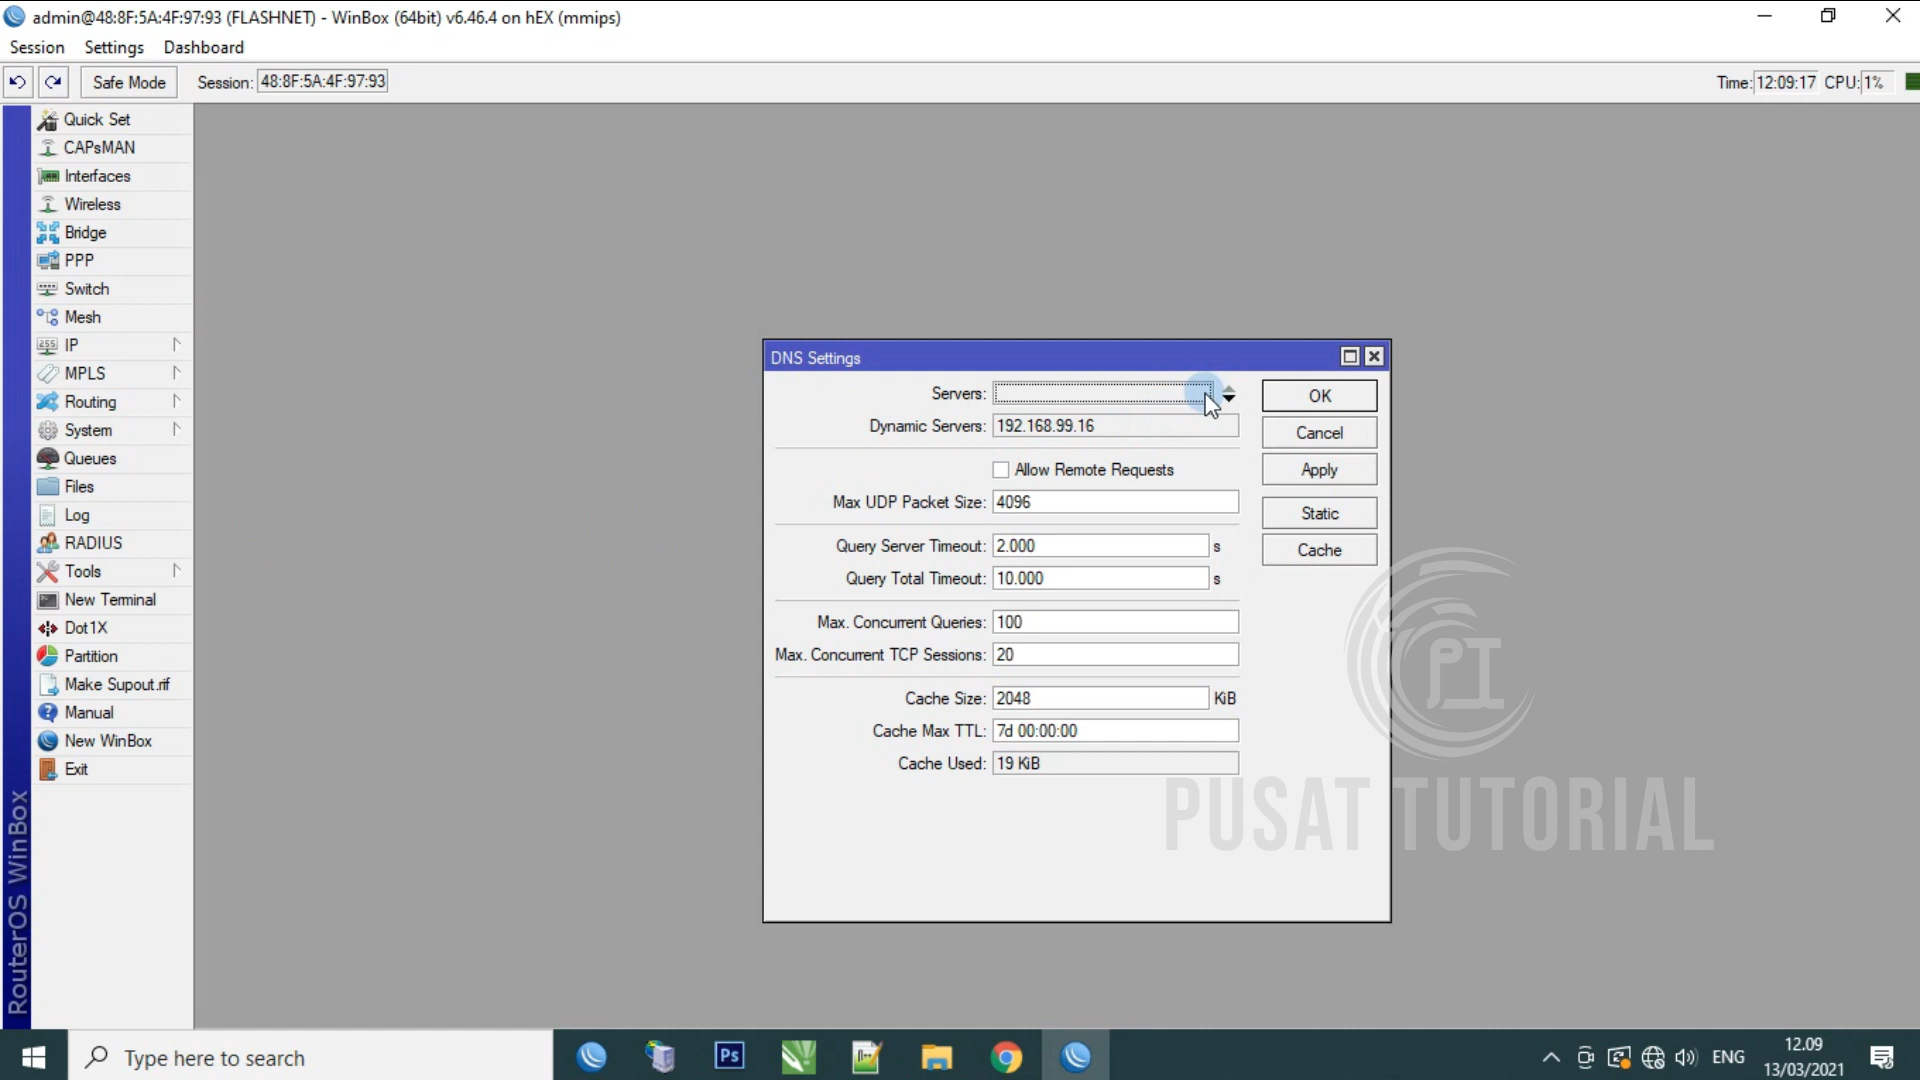 admin@48:8F:5A:4F:97:93 (FLASHNET) - WinBox (64bit) v6.46.4 on hEX (mmips)
Session Settings Dashboard
Safe Mode Session: 48:8F:5A:4F:97:93 Time: 12:09:17 CPU: 1%
Quick Set
CAPsMAN
Interfaces
Wireless
Bridge
PPP
Switch
Mesh
IP
MPLS
Routing
System
Queues
Files
Log
RADIUS
Tools
New Terminal
Dot1X
Partition
Make Supout.rif
Manual
New WinBox
Exit
RouterOS WinBox
DNS Settings
Servers:
Dynamic Servers: 192.168.99.16
Allow Remote Requests
Max UDP Packet Size: 4096
Query Server Timeout: 2.000 s
Query Total Timeout: 10.000 s
Max. Concurrent Queries: 100
Max. Concurrent TCP Sessions: 20
Cache Size: 2048 KiB
Cache Max TTL: 7d 00:00:00
Cache Used: 19 KiB
OK
Cancel
Apply
Static
Cache
PT
PUSAT TUTORIAL
Type here to search
Ps
ENG
12.09
13/03/2021